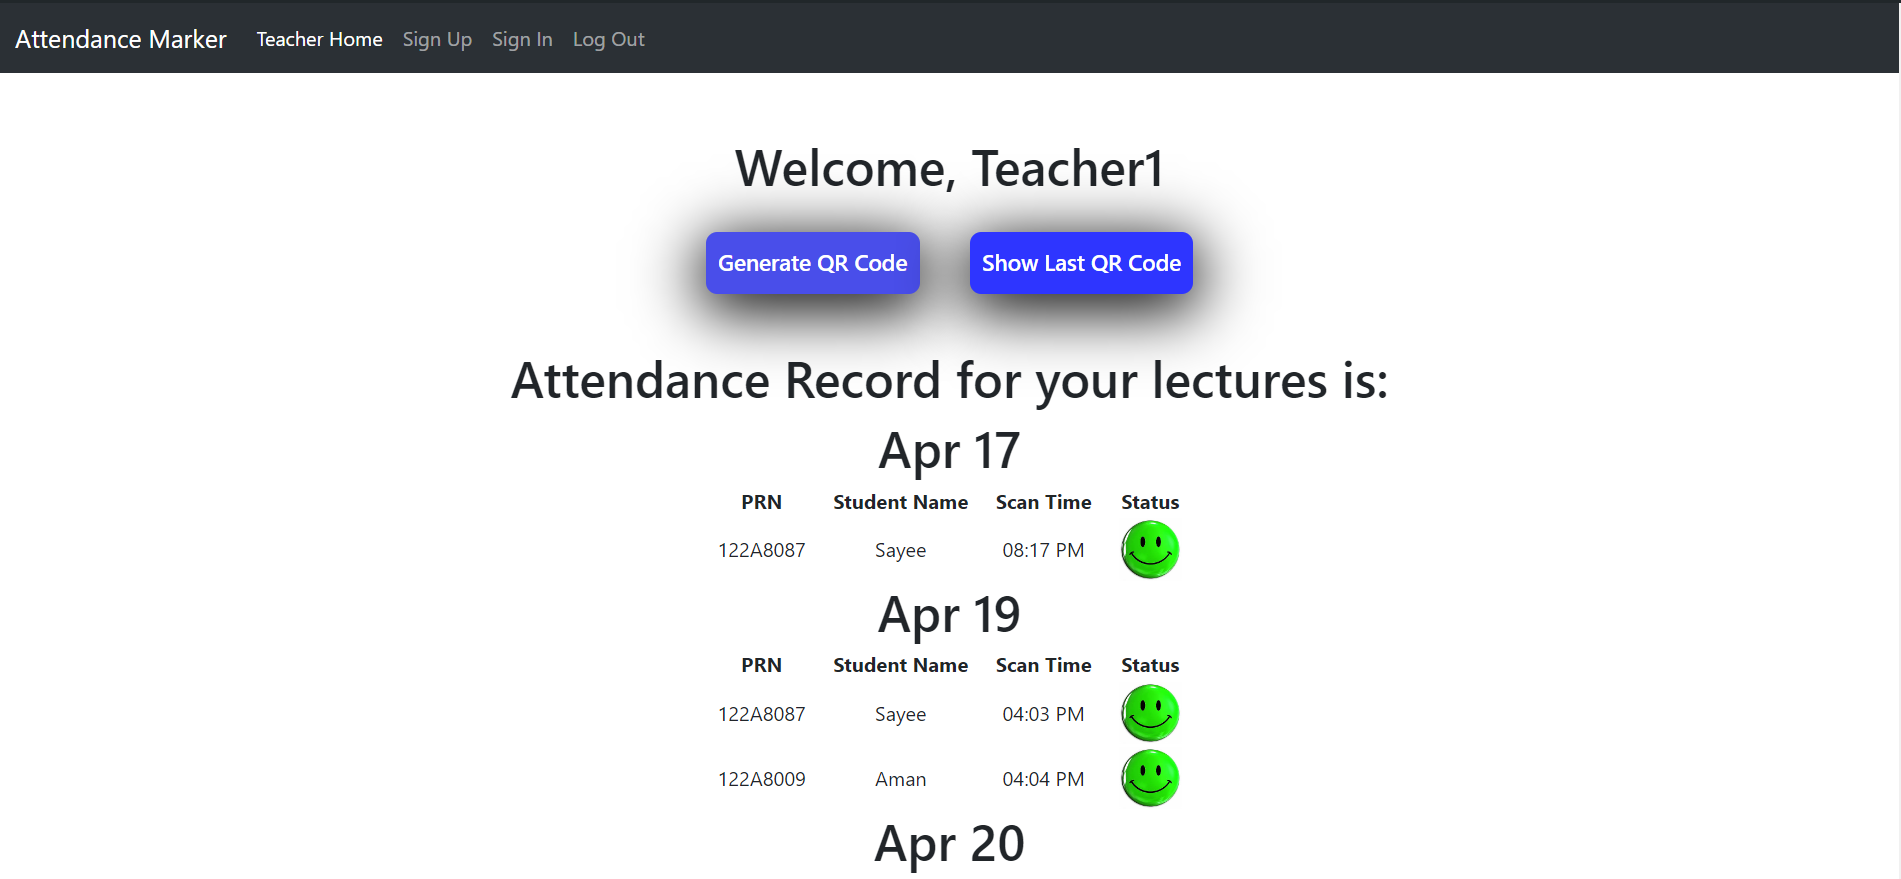 Attendance Marker Teacher Home Sign Up Sign In Log Out
Welcome, Teacher1
Generate QR Code Show Last QR Code
Attendance Record for your lectures is:
Apr 17
PRN Student Name Scan Time Status
122A8087 Sayee 08:17 PM
Apr 19
PRN Student Name Scan Time Status
122A8087 Sayee 04:03 PM
122A8009 Aman 04:04 PM
Apr 20